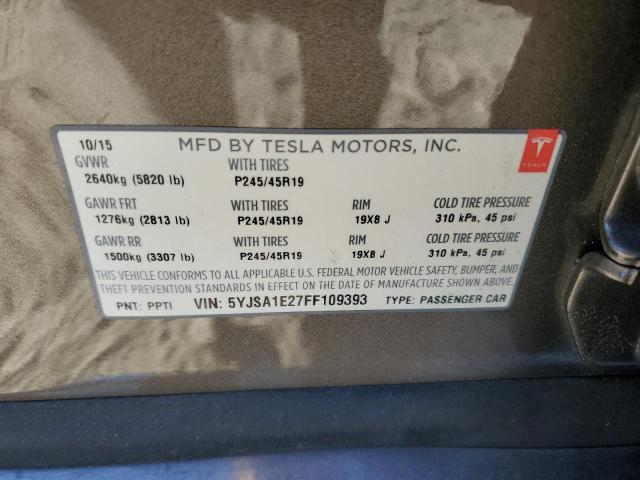 10/15 MFD BY TESLA MOTORS, INC.
GVWR WITH TIRES
2640kg (5820 lb) P245/45R19
GAWR FRT WITH TIRES RIM COLD TIRE PRESSURE
1276kg (2813 lb) P245/45R19 19X8 J 310 kPa, 45 psi
GAWR RR WITH TIRES RIM COLD TIRE PRESSURE
1500kg (3307 lb) P245/45R19 19X8 J 310 kPa, 45 psi
THIS VEHICLE CONFORMS TO ALL APPLICABLE U.S. FEDERAL MOTOR VEHICLE SAFETY, BUMPER, AND
THEFT PREVENTION STANDARDS IN EFFECT ON THE DATE OF MANUFACTURE SHOWN ABOVE.
PNT: PPTI VIN: 5YJSA1E27FF109393 TYPE: PASSENGER CAR